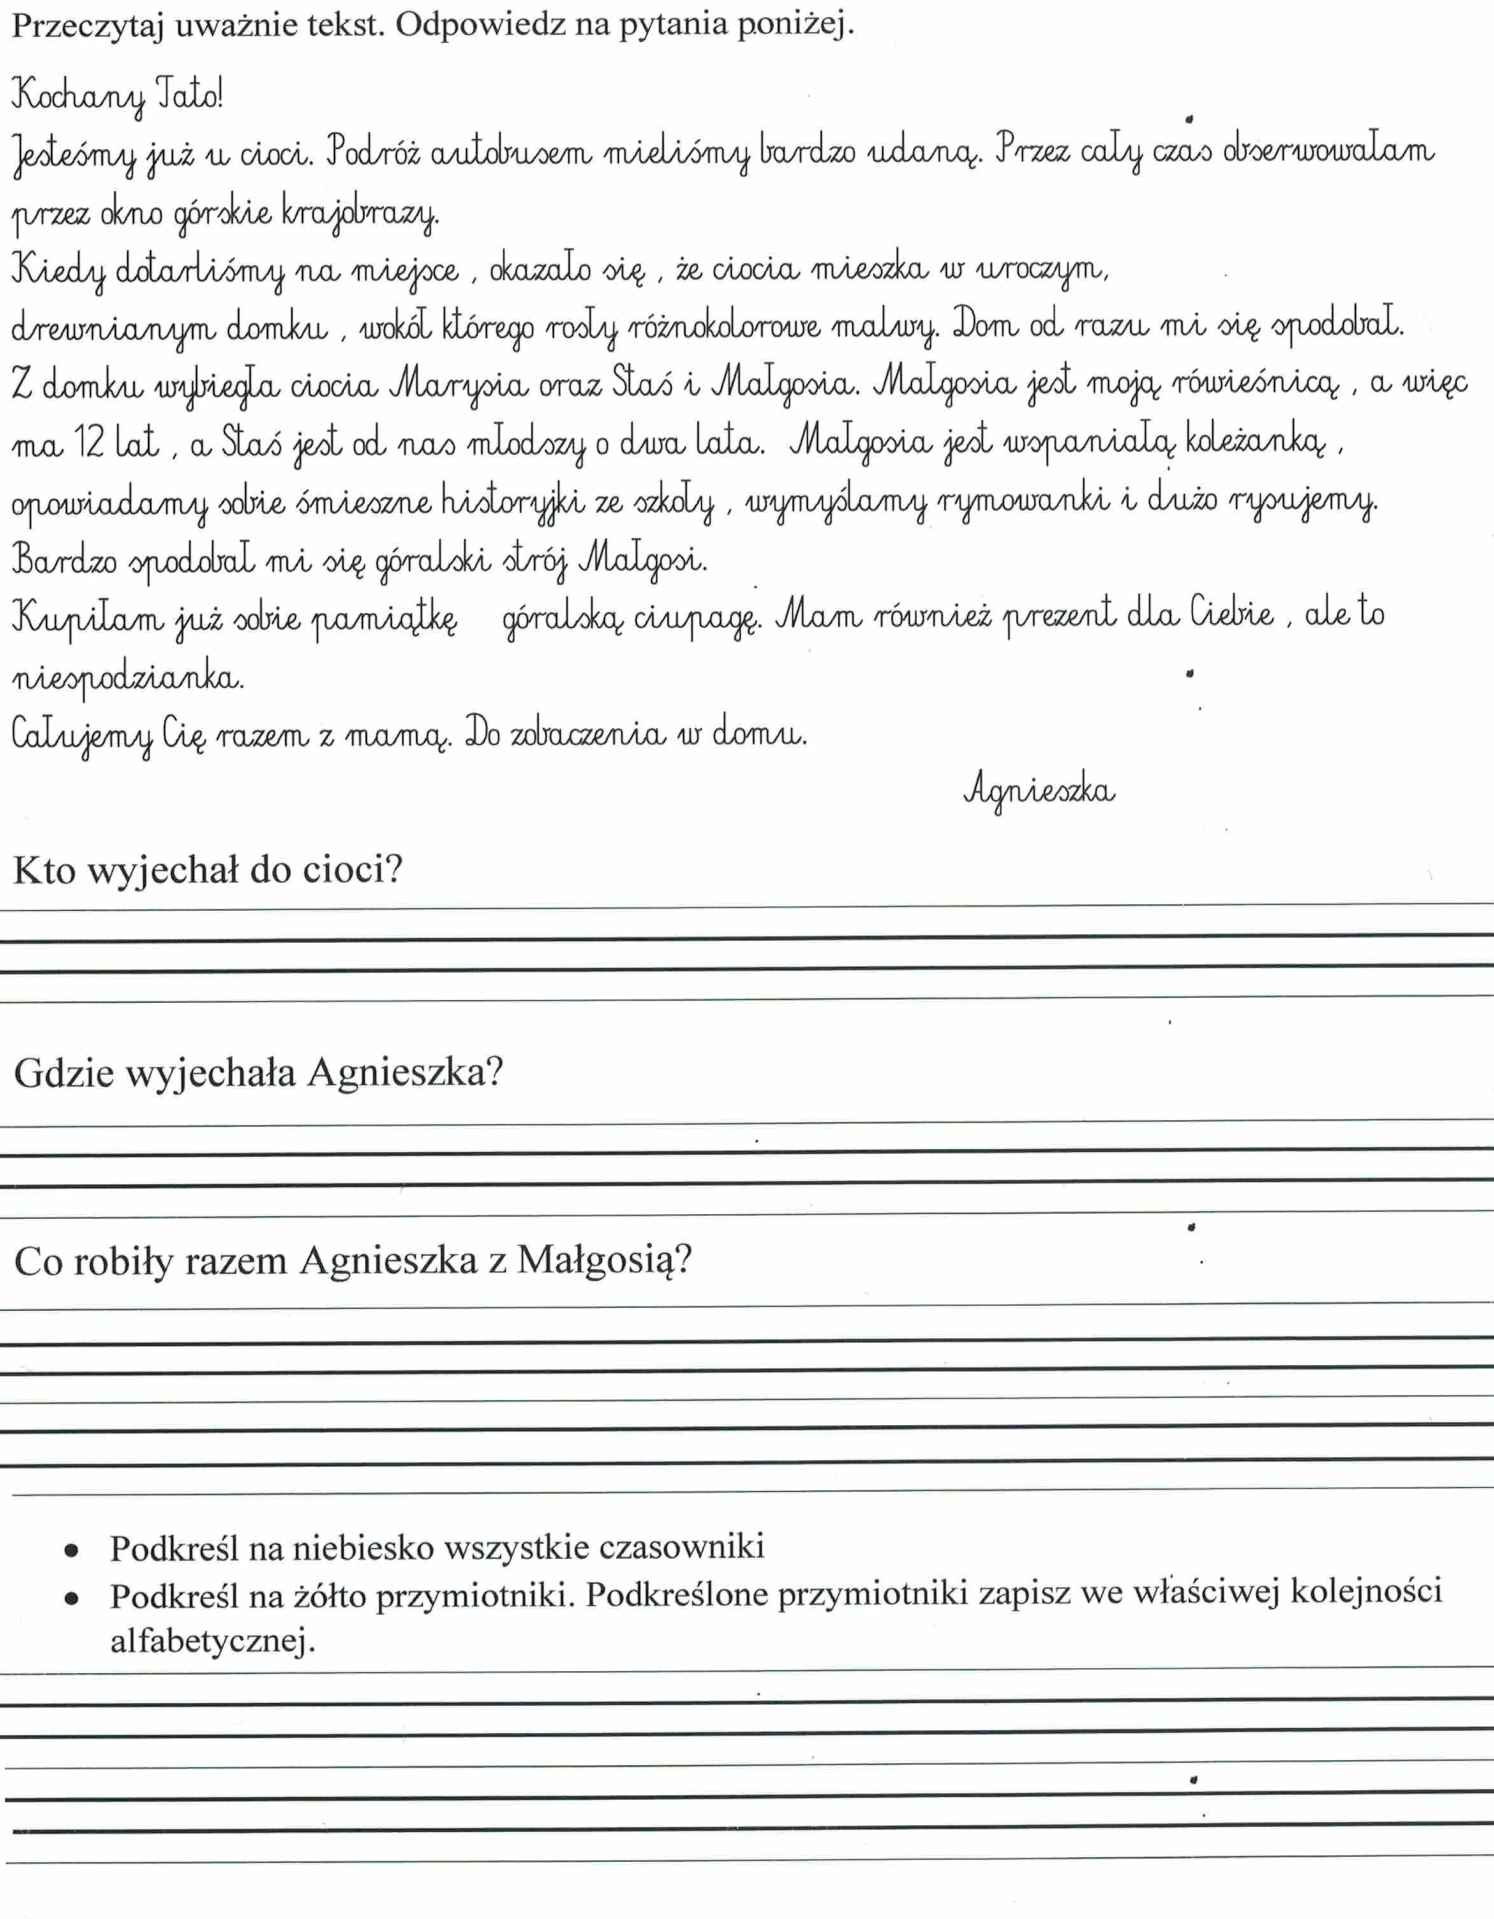 Przeczytaj uważnie tekst. Odpowiedz na pytania poniżej.
Kochany Tato!
Jesteśmy już u cioci. Podróż autobusem mieliśmy bardzo udaną. Przez cały czas obserwowałam
przez okno górskie krajobrazy.
Kiedy dotarliśmy na miejsce , okazało się , że ciocia mieszka w uroczym,
drewnianym domku , wokół którego rosły różnokolorowe malwy. Dom od razu mi się spodobał.
Z domku wybiegła ciocia Marysia oraz Staś i Małgosia. Małgosia jest moją rówieśnicą , a więc
ma 12 lat , a Staś jest od nas młodszy o dwa lata. Małgosia jest wspaniałą koleżanką ,
opowiadamy sobie śmieszne historyjki ze szkoły , wymyślamy rymowanki i dużo rysujemy.
Bardzo spodobał mi się góralski strój Małgosi.
Kupiłam już sobie pamiątkę góralską ciupagę. Mam również prezent dla Ciebie , ale to
niespodzianka.
Całujemy Cię razem z mamą. Do zobaczenia w domu.
Agnieszka
Kto wyjechał do cioci?
Gdzie wyjechała Agnieszka?
Co robiły razem Agnieszka z Małgosią?
• Podkreśl na niebiesko wszystkie czasowniki
• Podkreśl na żółto przymiotniki. Podkreślone przymiotniki zapisz we właściwej kolejności
alfabetycznej.